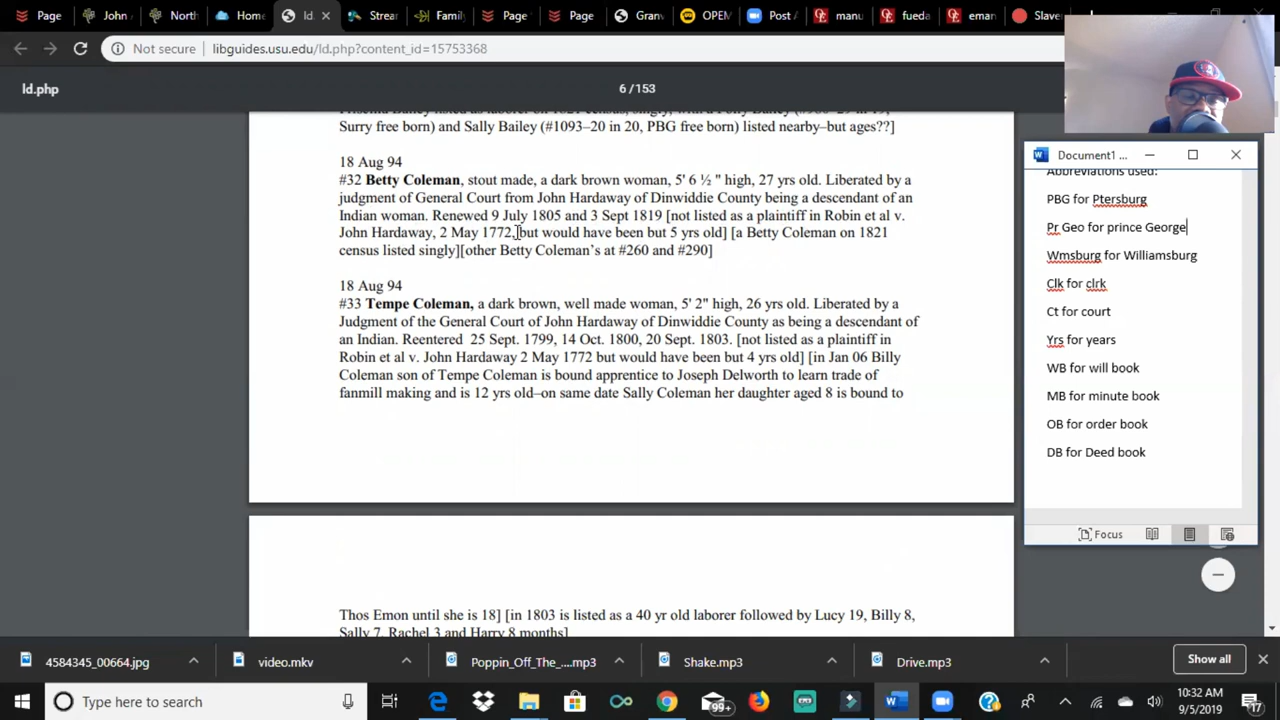 Page
John
North
Home
ld.
Strea
Famil
Page
Page
Gran
OPEM
Post A
manu
fueda
eman
Slave
Not secure
libguides.usu.edu/ld.php?content_id=15753368
ld.php
6 / 153
Surry free born) and Sally Bailey (#1093–20 in 20, PBG free born) listed nearby–but ages??]
18 Aug 94
#32 Betty Coleman, stout made, a dark brown woman, 5' 6 ½ " high, 27 yrs old. Liberated by a
judgment of General Court from John Hardaway of Dinwiddie County being a descendant of an
Indian woman. Renewed 9 July 1805 and 3 Sept 1819 [not listed as a plaintiff in Robin et al v.
John Hardaway, 2 May 1772, but would have been but 5 yrs old] [a Betty Coleman on 1821
census listed singly][other Betty Coleman's at #260 and #290]
18 Aug 94
#33 Tempe Coleman, a dark brown, well made woman, 5' 2" high, 26 yrs old. Liberated by a
Judgment of the General Court of John Hardaway of Dinwiddie County as being a descendant of
an Indian. Reentered 25 Sept. 1799, 14 Oct. 1800, 20 Sept. 1803. [not listed as a plaintiff in
Robin et al v. John Hardaway 2 May 1772 but would have been but 4 yrs old] [in Jan 06 Billy
Coleman son of Tempe Coleman is bound apprentice to Joseph Delworth to learn trade of
fanmill making and is 12 yrs old–on same date Sally Coleman her daughter aged 8 is bound to
Thos Emon until she is 18] [in 1803 is listed as a 40 yr old laborer followed by Lucy 19, Billy 8,
Sally 7, Rachel 3 and Harry 8 months]
Document1 ...
Abbreviations used:
PBG for Ptersburg
Pr Geo for prince George
Wmsburg for Williamsburg
Clk for clrk
Ct for court
Yrs for years
WB for will book
MB for minute book
OB for order book
DB for Deed book
Focus
4584345_00664.jpg
video.mkv
Poppin_Off_The_....mp3
Shake.mp3
Drive.mp3
Show all
Type here to search
99+
10:32 AM
9/5/2019
17